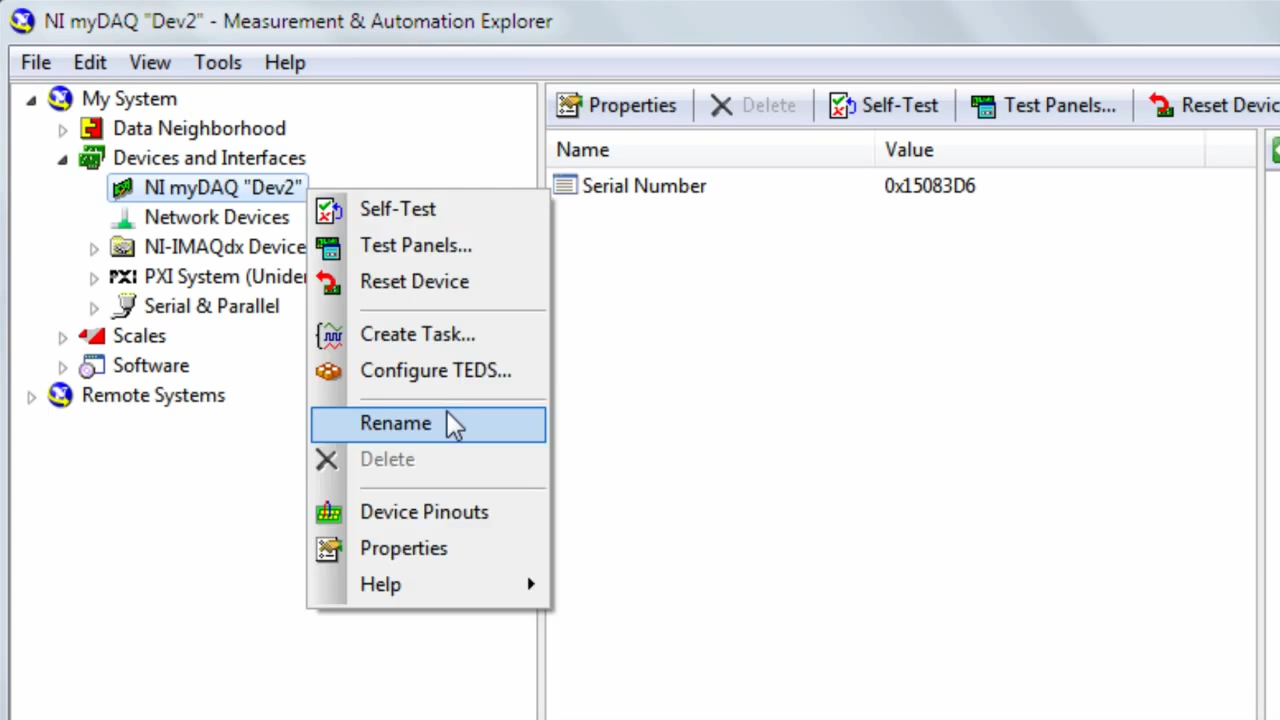 NI myDAQ "Dev2" - Measurement & Automation Explorer
File Edit View Tools Help
My System
Data Neighborhood
Devices and Interfaces
NI myDAQ "Dev2"
Network Devices
NI-IMAQdx Device
PXI System (Uniden
Serial & Parallel
Scales
Software
Remote Systems
Self-Test
Test Panels...
Reset Device
Create Task...
Configure TEDS...
Rename
Delete
Device Pinouts
Properties
Help
Properties Delete Self-Test Test Panels... Reset Devic
Name Value
Serial Number 0x15083D6